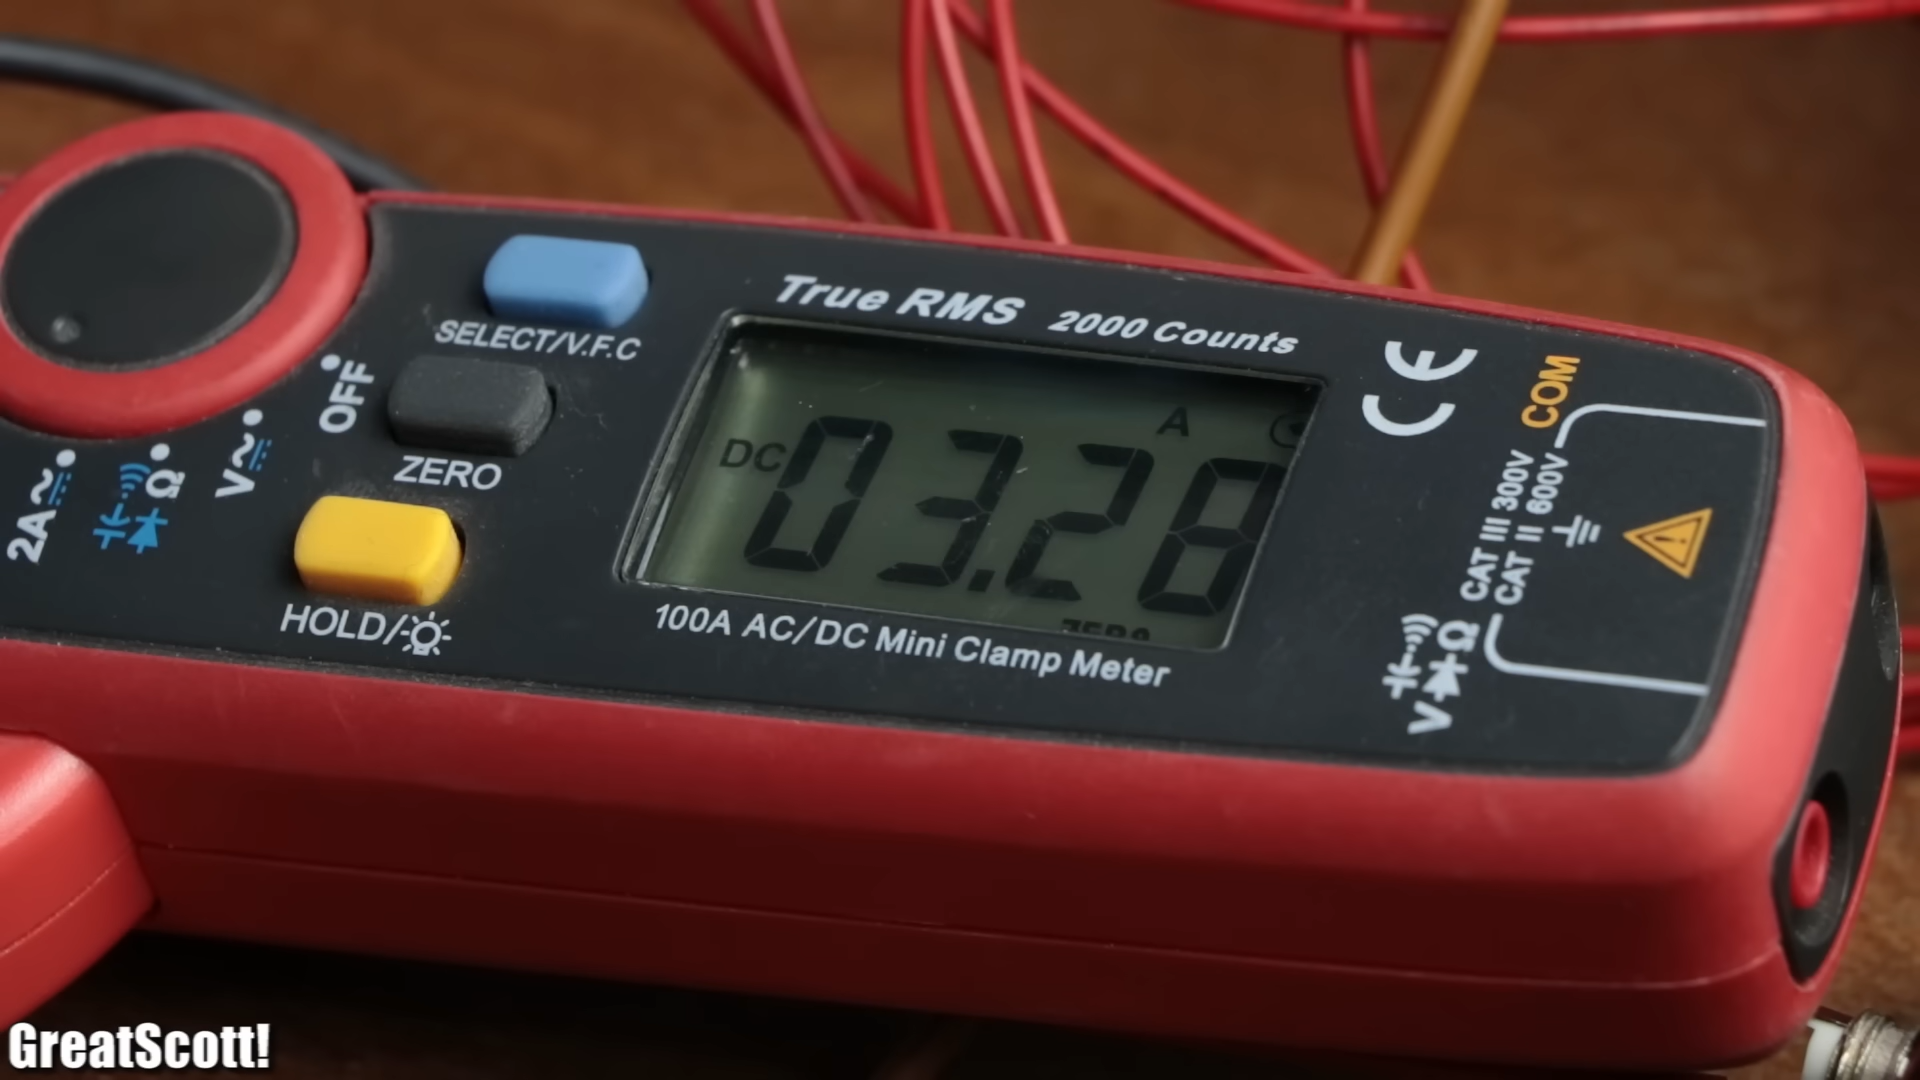 True RMS 2000 Counts
SELECT/V.F.C
OFF
ZERO
V
Ω
2A
HOLD/
DC
A
03.28
ZERO
100A AC/DC Mini Clamp Meter
CE
COM
CAT III 300V
CAT II 600V
Ω
V
GreatScott!